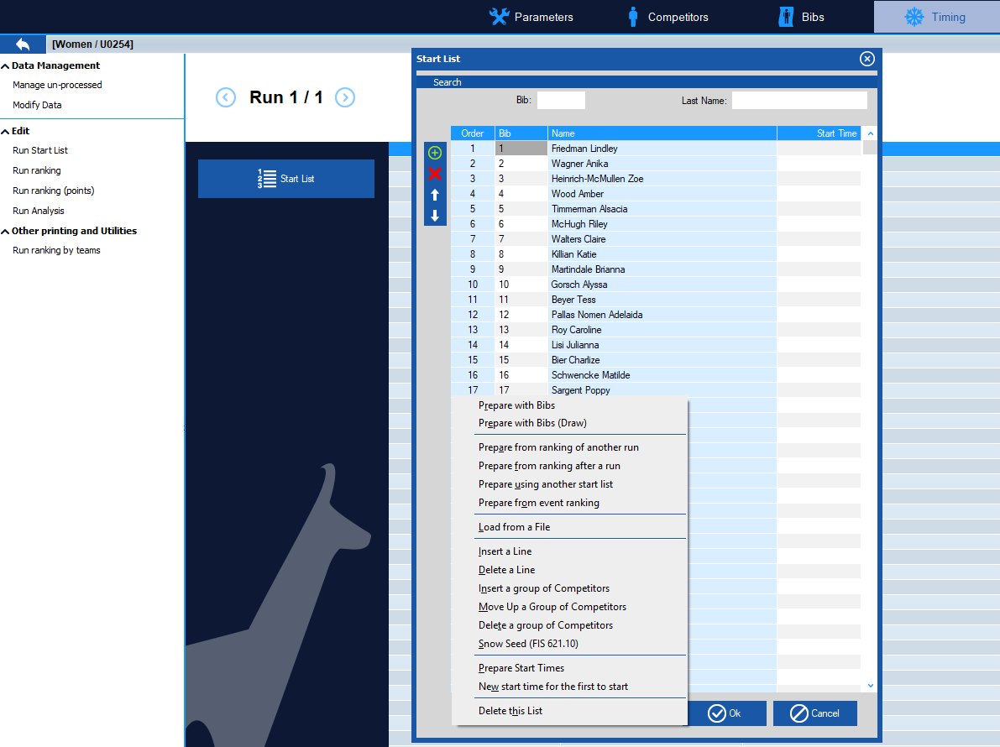 Parameters Competitors Bibs Timing
[Women / U0254]
Data Management
Manage un-processed
Modify Data
Edit
Run Start List
Run ranking
Run ranking (points)
Run Analysis
Other printing and Utilities
Run ranking by teams
Run 1 / 1
1 2 3 Start List
Start List
Search
Bib: Last Name:
Order Bib Name Start Time
1 1 Friedman Lindley
2 2 Wagner Anika
3 3 Heinrich-McMullen Zoe
4 4 Wood Amber
5 5 Timmerman Alsacia
6 6 McHugh Riley
7 7 Walters Claire
8 8 Killian Katie
9 9 Martindale Brianna
10 10 Gorsch Alyssa
11 11 Beyer Tess
12 12 Pallas Nomen Adelaida
13 13 Roy Caroline
14 14 Lisi Julianna
15 15 Bier Charlize
16 16 Schwencke Matilde
17 17 Sargent Poppy
Prepare with Bibs
Prepare with Bibs (Draw)
Prepare from ranking of another run
Prepare from ranking after a run
Prepare using another start list
Prepare from event ranking
Load from a File
Insert a Line
Delete a Line
Insert a group of Competitors
Move Up a Group of Competitors
Delete a group of Competitors
Snow Seed (FIS 621.10)
Prepare Start Times
New start time for the first to start
Delete this List
Ok Cancel